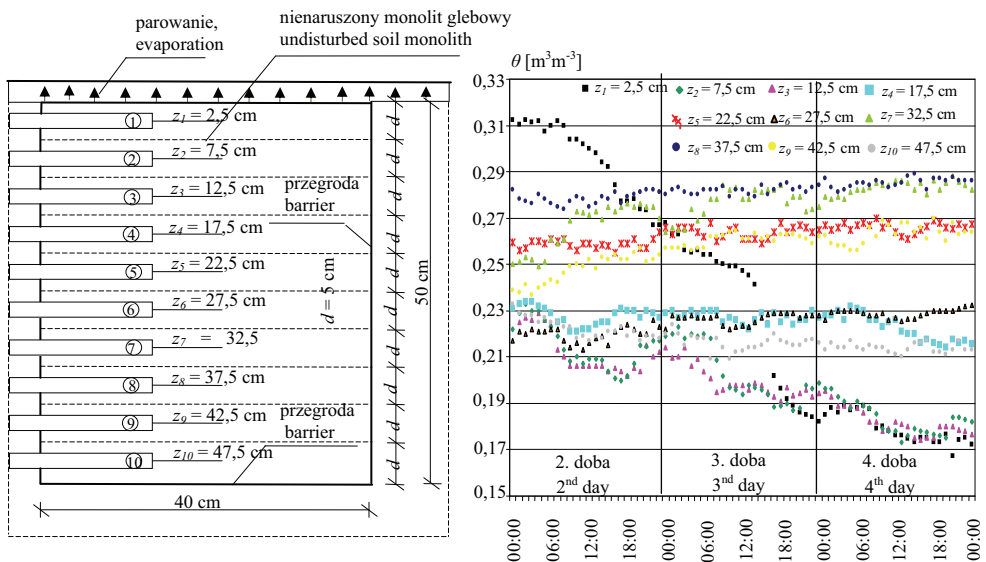 parowanie,
evaporation
nienaruszony monolit glebowy
undisturbed soil monolith
1 z1 = 2,5 cm
2 z2 = 7,5 cm
3 z3 = 12,5 cm
4 z4 = 17,5 cm
5 z5 = 22,5 cm
6 z6 = 27,5 cm
7 z7 = 32,5
8 z8 = 37,5 cm
9 z9 = 42,5 cm
10 z10 = 47,5 cm
przegroda
barrier
d = 5 cm
przegroda
barrier
d
d
d
d
d
d
d
d
d
d
50 cm
40 cm
θ [m³m-³]
0,33
0,31
0,29
0,27
0,25
0,23
0,21
0,19
0,17
0,15
z1 = 2,5 cm
z2 = 7,5 cm
z3 = 12,5 cm
z4 = 17,5 cm
z5 = 22,5 cm
z6 = 27,5 cm
z7 = 32,5 cm
z8 = 37,5 cm
z9 = 42,5 cm
z10 = 47,5 cm
2. doba
2nd day
3. doba
3rd day
4. doba
4th day
00:00
06:00
12:00
18:00
00:00
06:00
12:00
18:00
00:00
06:00
12:00
18:00
00:00